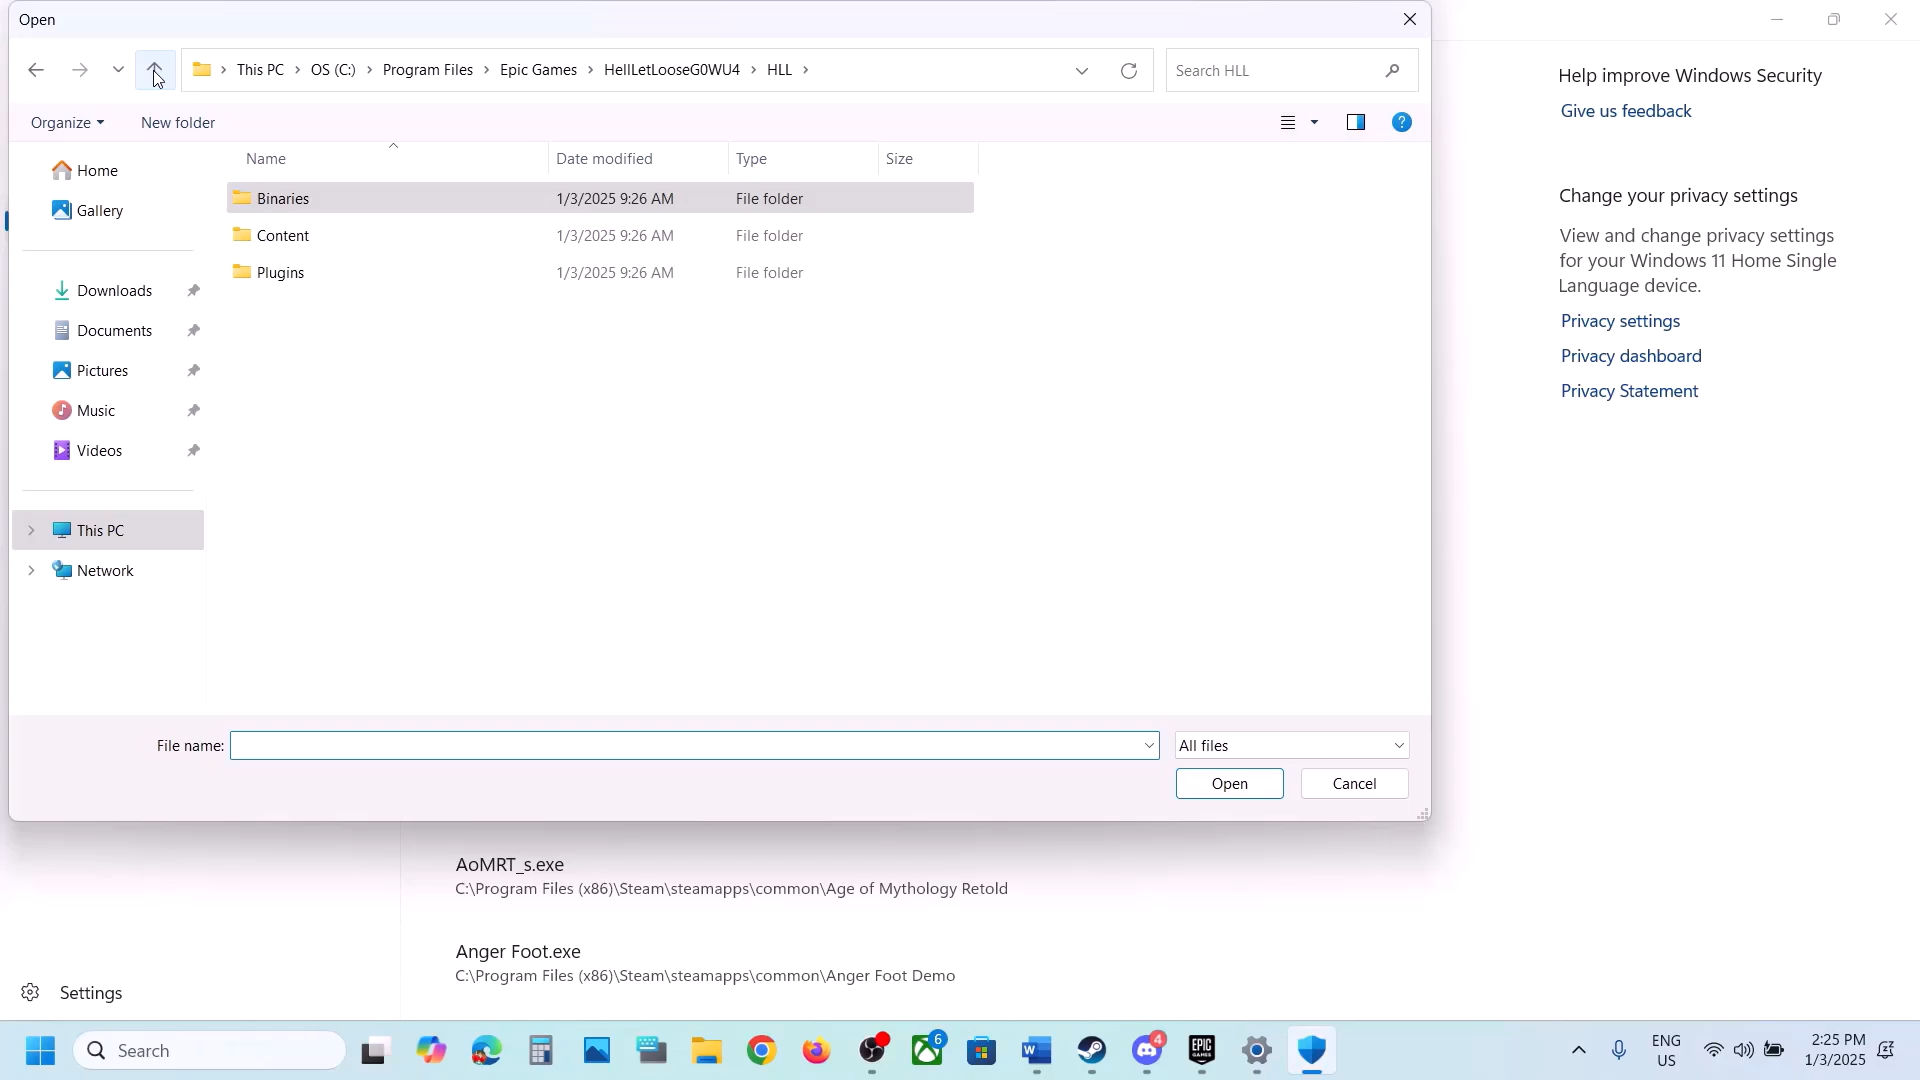 Open
This PC > OS (C:) > Program Files > Epic Games > HellLetLooseG0WU4 > HLL >
Search HLL
Organize
New folder
Name
Date modified
Type
Size
Home
Gallery
Downloads
Documents
Pictures
Music
Videos
This PC
Network
Binaries 1/3/2025 9:26 AM File folder
Content 1/3/2025 9:26 AM File folder
Plugins 1/3/2025 9:26 AM File folder
File name:
All files
Open
Cancel
Help improve Windows Security
Give us feedback
Change your privacy settings
View and change privacy settings
for your Windows 11 Home Single
Language device.
Privacy settings
Privacy dashboard
Privacy Statement
AoMRT_s.exe
C:\Program Files (x86)\Steam\steamapps\common\Age of Mythology Retold
Anger Foot.exe
C:\Program Files (x86)\Steam\steamapps\common\Anger Foot Demo
Settings
Search
6
4
EPIC
GAMES
ENG
US
2:25 PM
1/3/2025